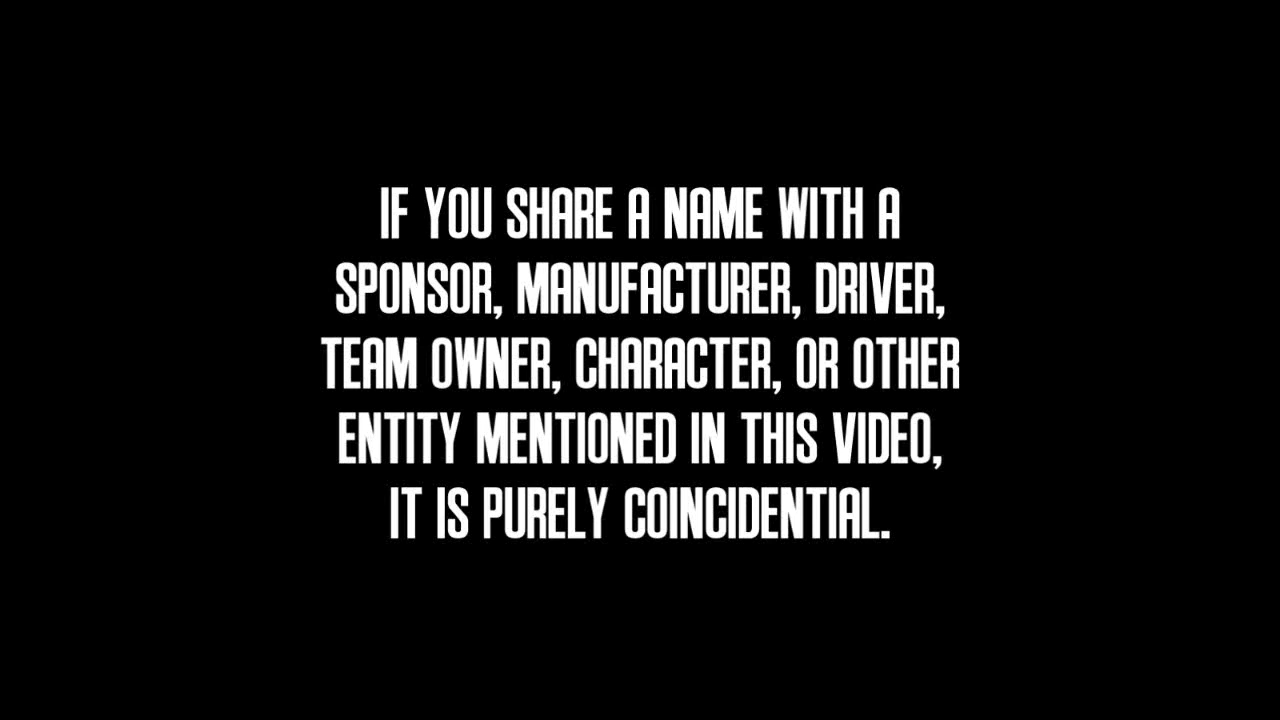 IF YOU SHARE A NAME WITH A
SPONSOR, MANUFACTURER, DRIVER,
TEAM OWNER, CHARACTER, OR OTHER
ENTITY MENTIONED IN THIS VIDEO,
IT IS PURELY COINCIDENTIAL.